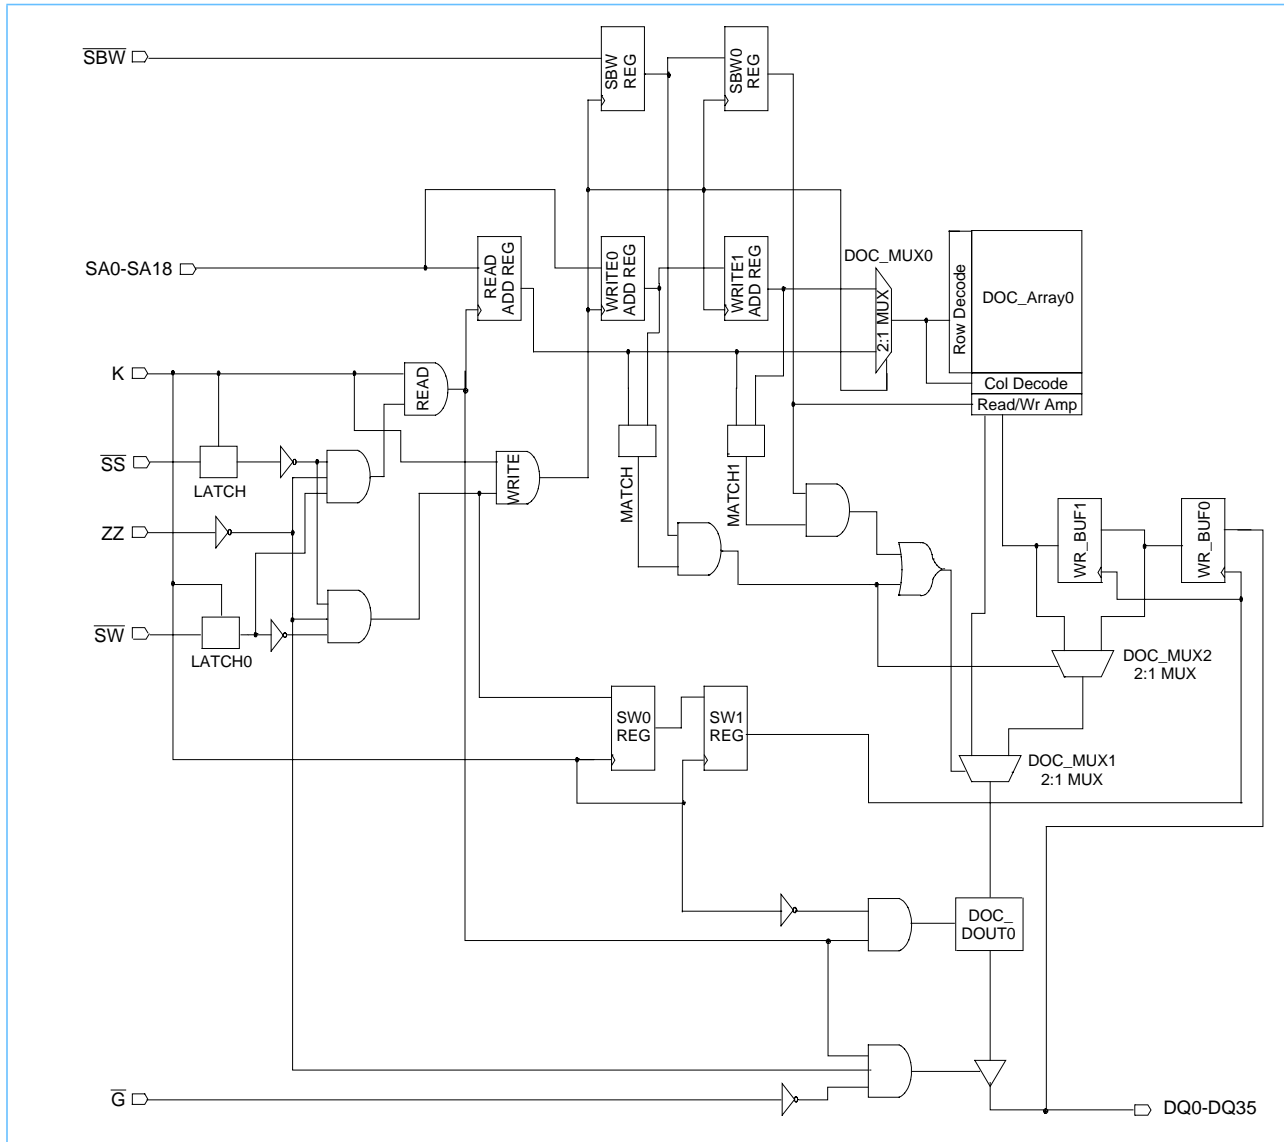 SBW
SBW
REG
SBW0
REG
SA0-SA18
READ
ADD REG
WRITE0
ADD REG
WRITE1
ADD REG
DOC_MUX0
2:1 MUX
Row Decode
DOC_Array0
Col Decode
Read/Wr Amp
K
READ
SS
LATCH
WRITE
MATCH
MATCH1
ZZ
WR_BUF1
WR_BUF0
SW
LATCH0
DOC_MUX2
2:1 MUX
SW0
REG
SW1
REG
DOC_MUX1
2:1 MUX
DOC_
DOUT0
G
DQ0-DQ35